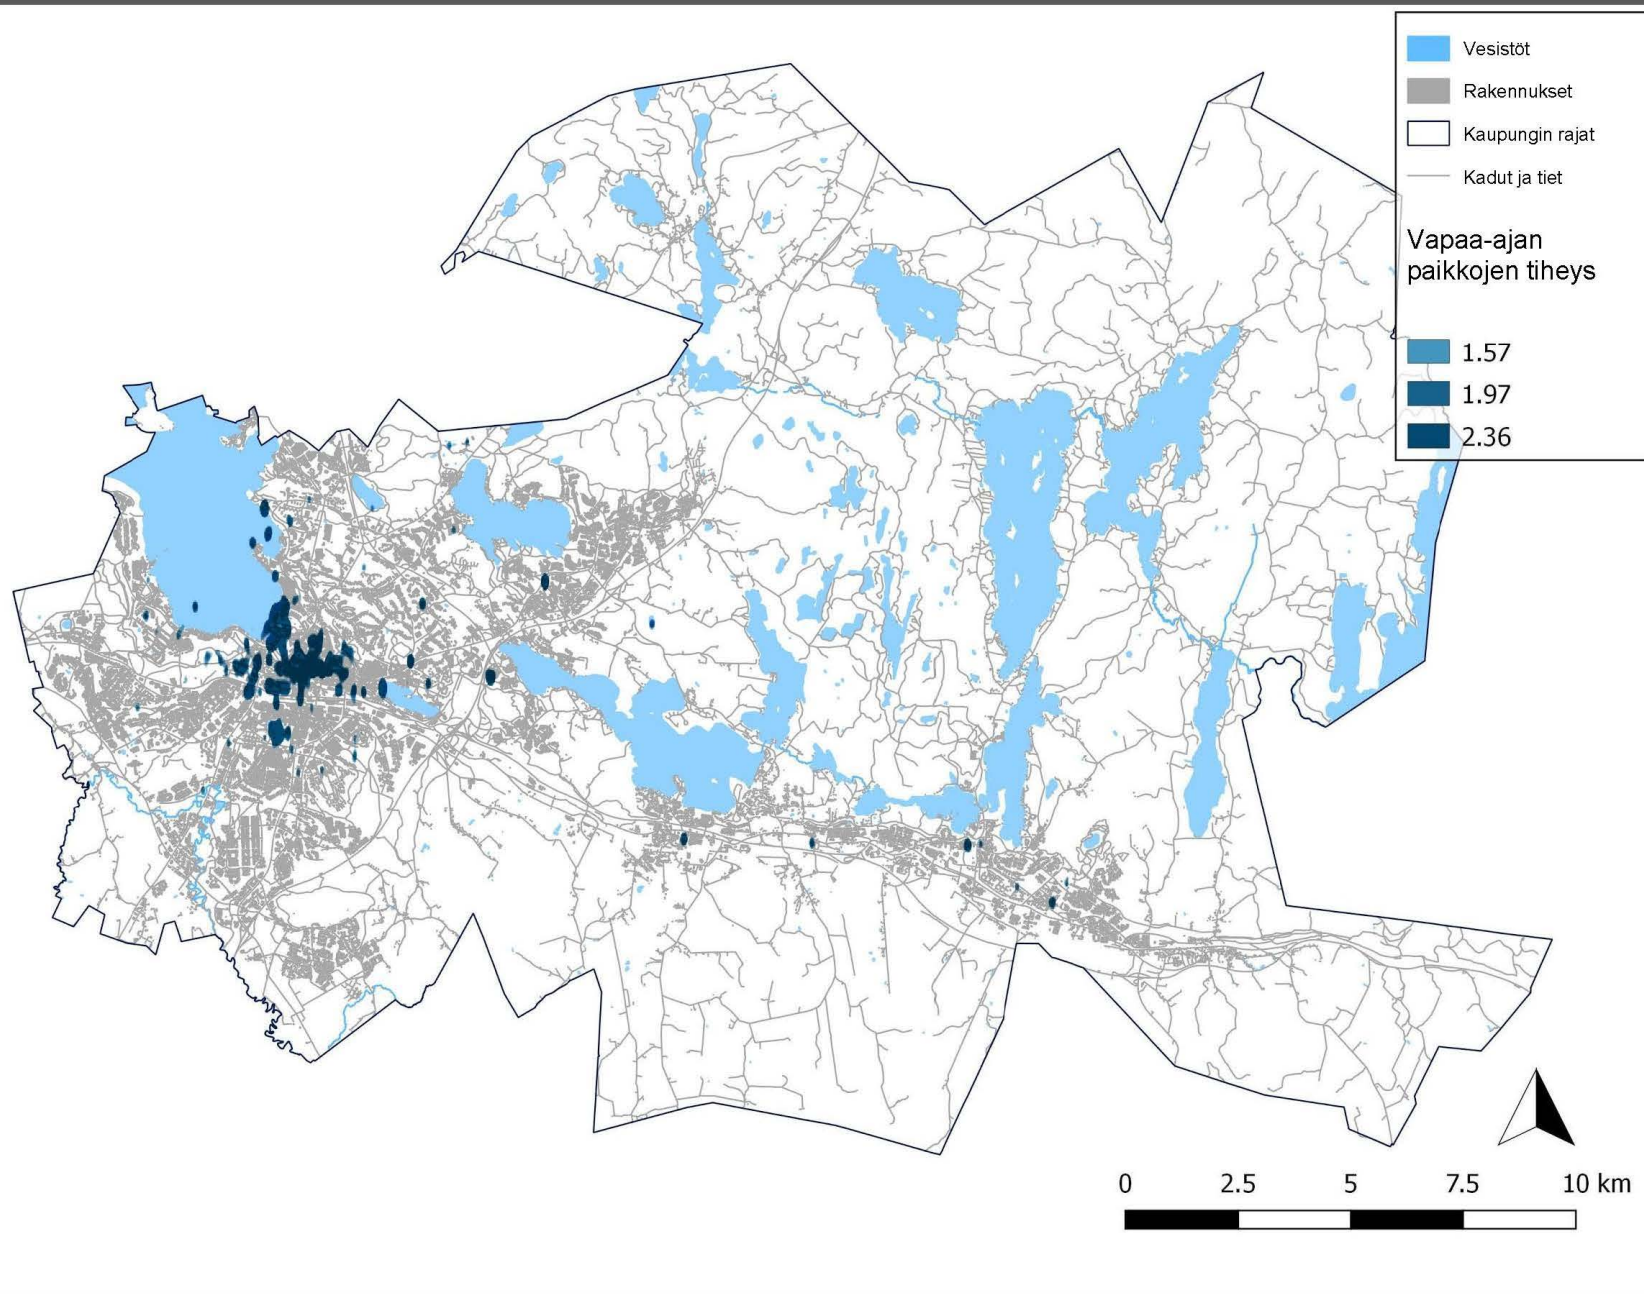 Vesistöt
Rakennukset
Kaupungin rajat
Kadut ja tiet
Vapaa-ajan
paikkojen tiheys
1.57
1.97
2.36
0 2.5 5 7.5 10 km